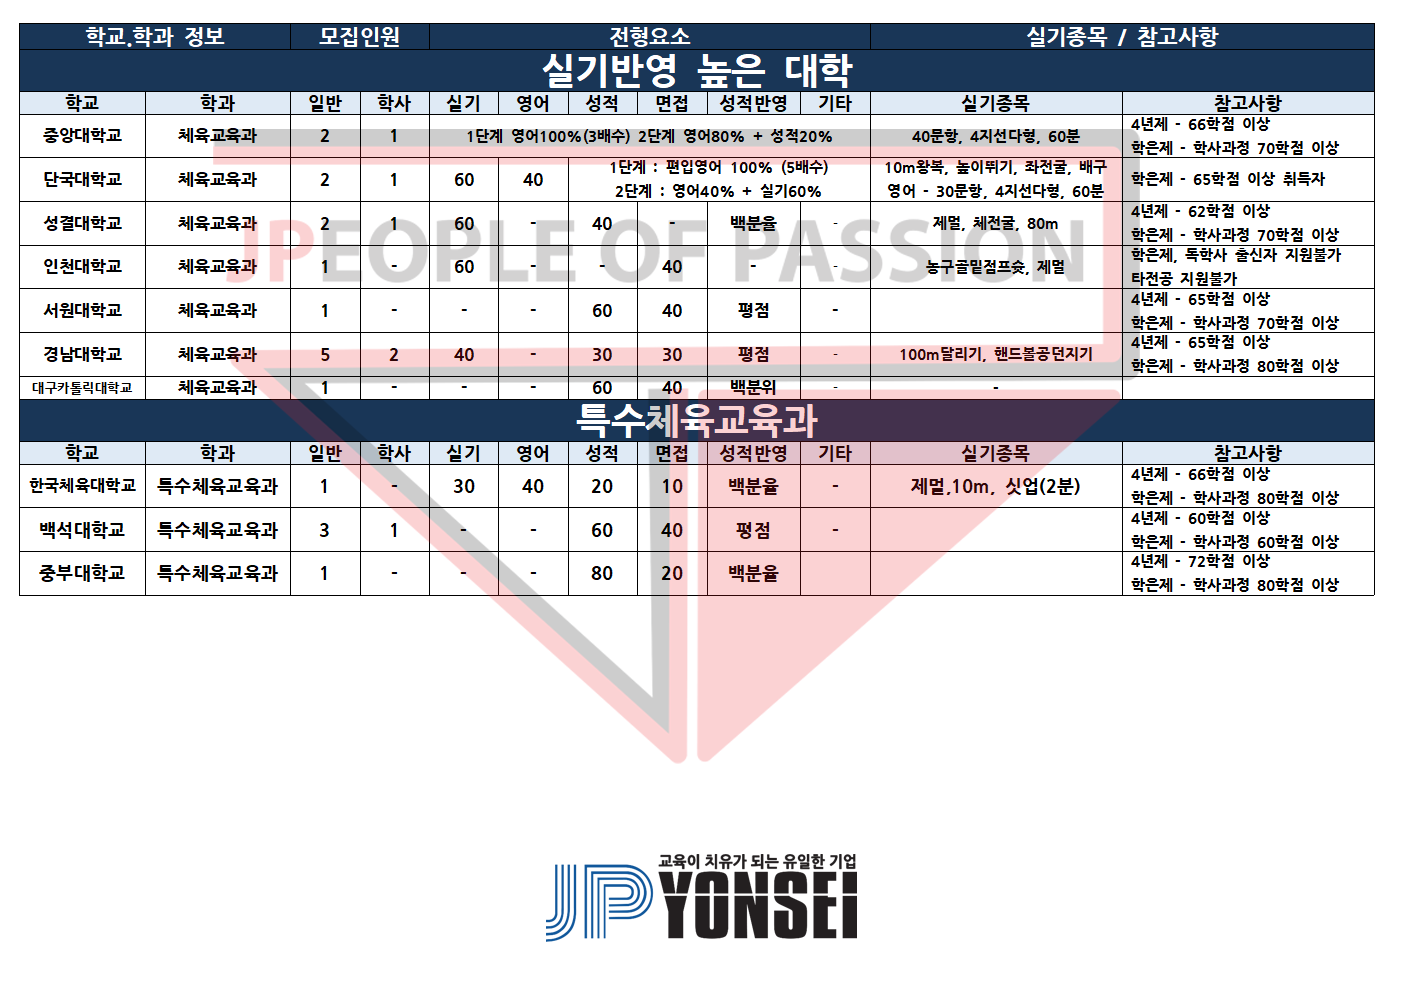 학교.학과 정보 모집인원 전형요소 실기종목 / 참고사항
실기반영 높은 대학
학교 학과 일반 학사 실기 영어 성적 면접 성적반영 기타 실기종목 참고사항
중앙대학교 체육교육과 2 1 1단계 영어100%(3배수) 2단계 영어80% + 성적20% 40문항, 4지선다형, 60분 4년제 - 66학점 이상
학은제 - 학사과정 70학점 이상
단국대학교 체육교육과 2 1 60 40 1단계 : 편입영어 100% (5배수) 10m왕복, 높이뛰기, 좌전굴, 배구 학은제 - 65학점 이상 취득자
2단계 : 영어40% + 실기60% 영어 - 30문항, 4지선다형, 60분
성결대학교 체육교육과 2 1 60 - 40 - 백분율 - 제멀, 체전굴, 80m 4년제 - 62학점 이상
학은제 - 학사과정 70학점 이상
인천대학교 체육교육과 1 - 60 - - 40 - - 농구골밑점프슛, 제멀 학은제, 독학사 출신자 지원불가
타전공 지원불가
서원대학교 체육교육과 1 - - - 60 40 평점 - 4년제 - 65학점 이상
학은제 - 학사과정 70학점 이상
경남대학교 체육교육과 5 2 40 - 30 30 평점 - 100m달리기, 핸드볼공던지기 4년제 - 65학점 이상
학은제 - 학사과정 80학점 이상
대구카톨릭대학교 체육교육과 1 - - - 60 40 백분위 - -
특수체육교육과
학교 학과 일반 학사 실기 영어 성적 면접 성적반영 기타 실기종목 참고사항
한국체육대학교 특수체육교육과 1 - 30 40 20 10 백분율 - 제멀,10m, 싯업(2분) 4년제 - 66학점 이상
학은제 - 학사과정 80학점 이상
백석대학교 특수체육교육과 3 1 - - 60 40 평점 - 4년제 - 60학점 이상
학은제 - 학사과정 60학점 이상
중부대학교 특수체육교육과 1 - - - 80 20 백분율 4년제 - 72학점 이상
학은제 - 학사과정 80학점 이상
JPEOPLE OF PASSION
교육이 치유가 되는 유일한 기업
JP YONSEI